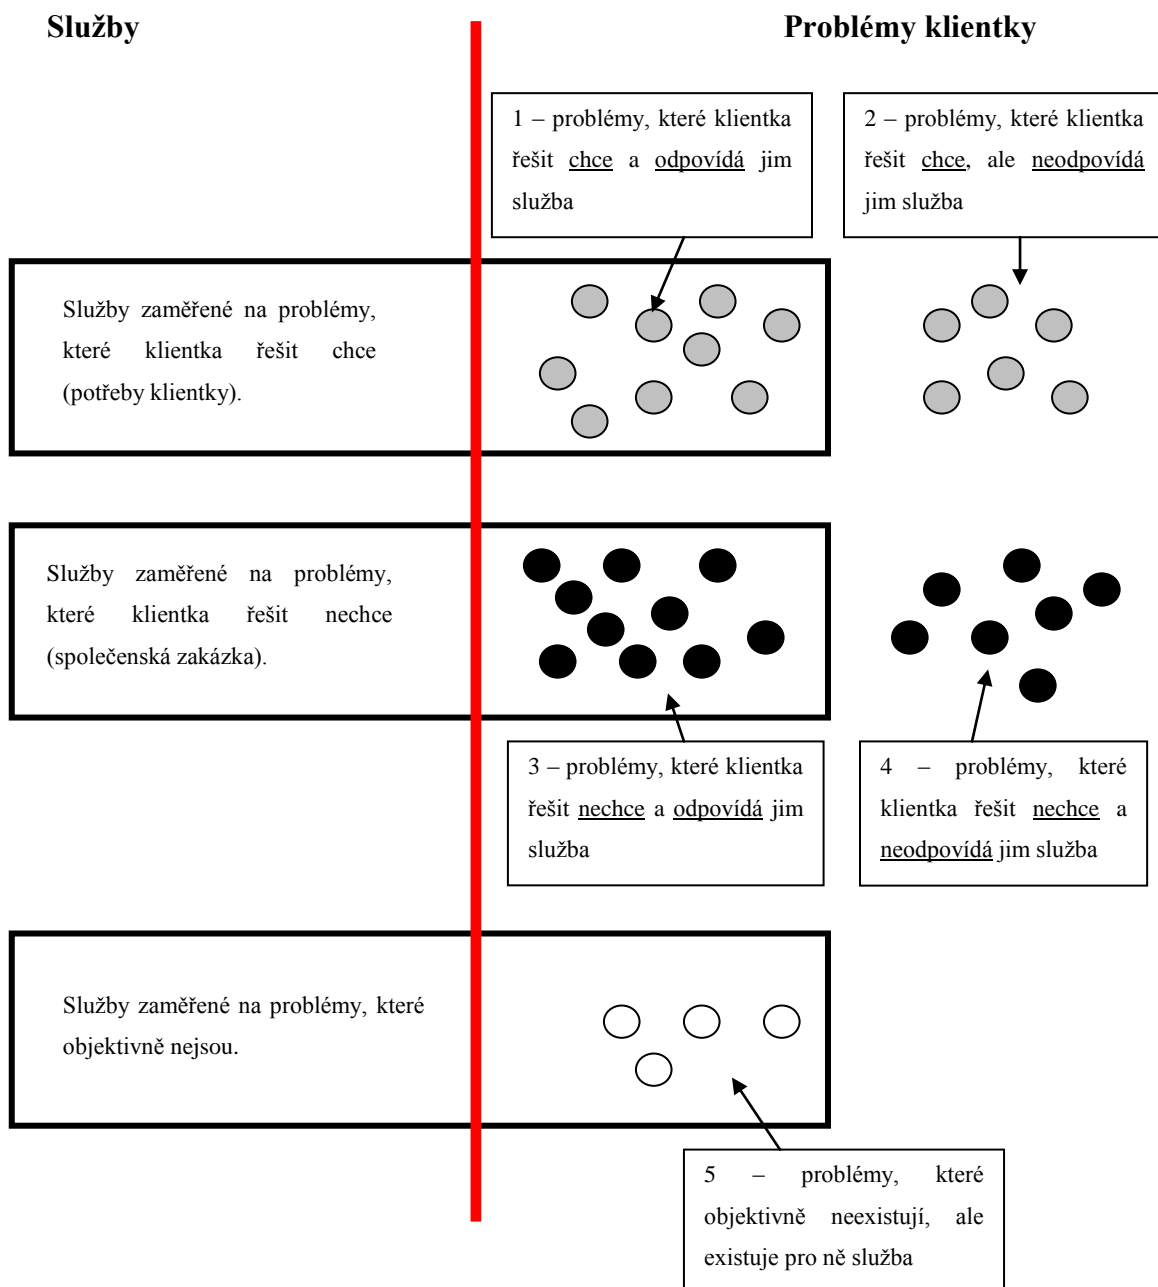 Služby
Problémy klientky
1 – problémy, které klientka
řešit chce a odpovídá jim
služba
2 – problémy, které klientka
řešit chce, ale neodpovídá
jim služba
Služby zaměřené na problémy,
které klientka řešit chce
(potřeby klientky).
Služby zaměřené na problémy,
které klientka řešit nechce
(společenská zakázka).
3 – problémy, které klientka
řešit nechce a odpovídá jim
služba
4 – problémy, které
klientka řešit nechce a
neodpovídá jim služba
Služby zaměřené na problémy, které
objektivně nejsou.
5 – problémy, které
objektivně neexistují, ale
existuje pro ně služba